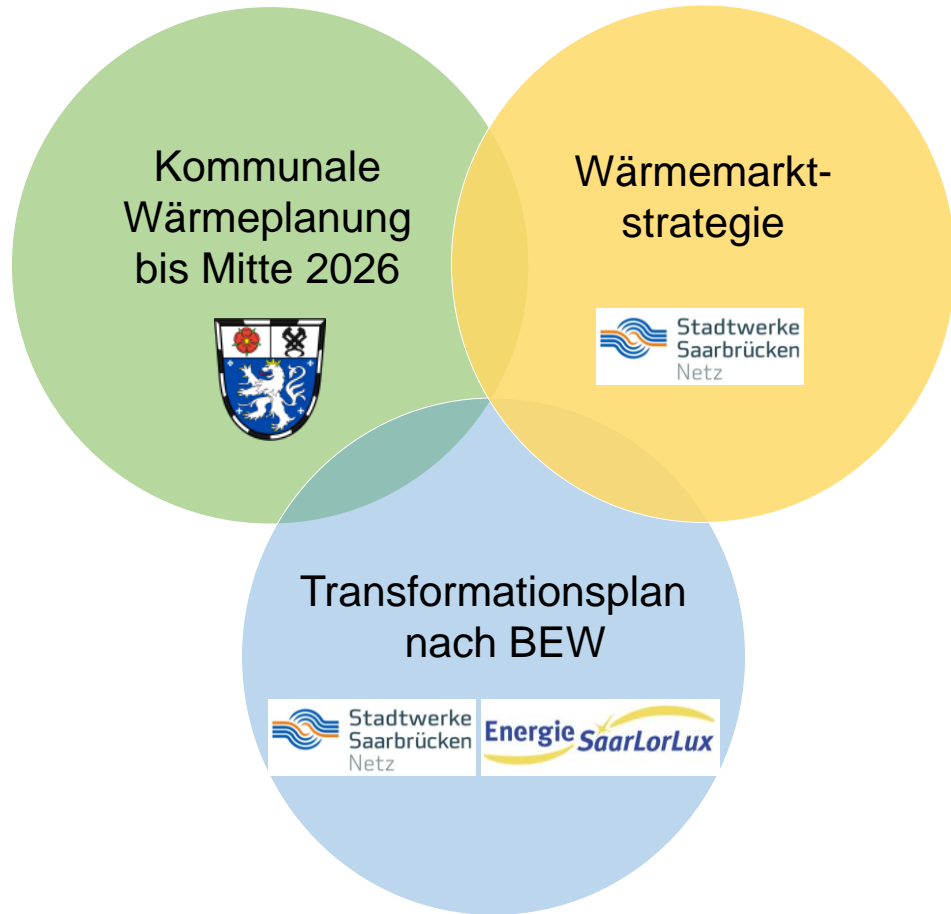 Kommunale
Wärmeplanung
bis Mitte 2026
Wärmemarkt-
strategie
Stadtwerke
Saarbrücken
Netz
Transformationsplan
nach BEW
Stadtwerke
Saarbrücken
Netz
Energie SaarLorLux